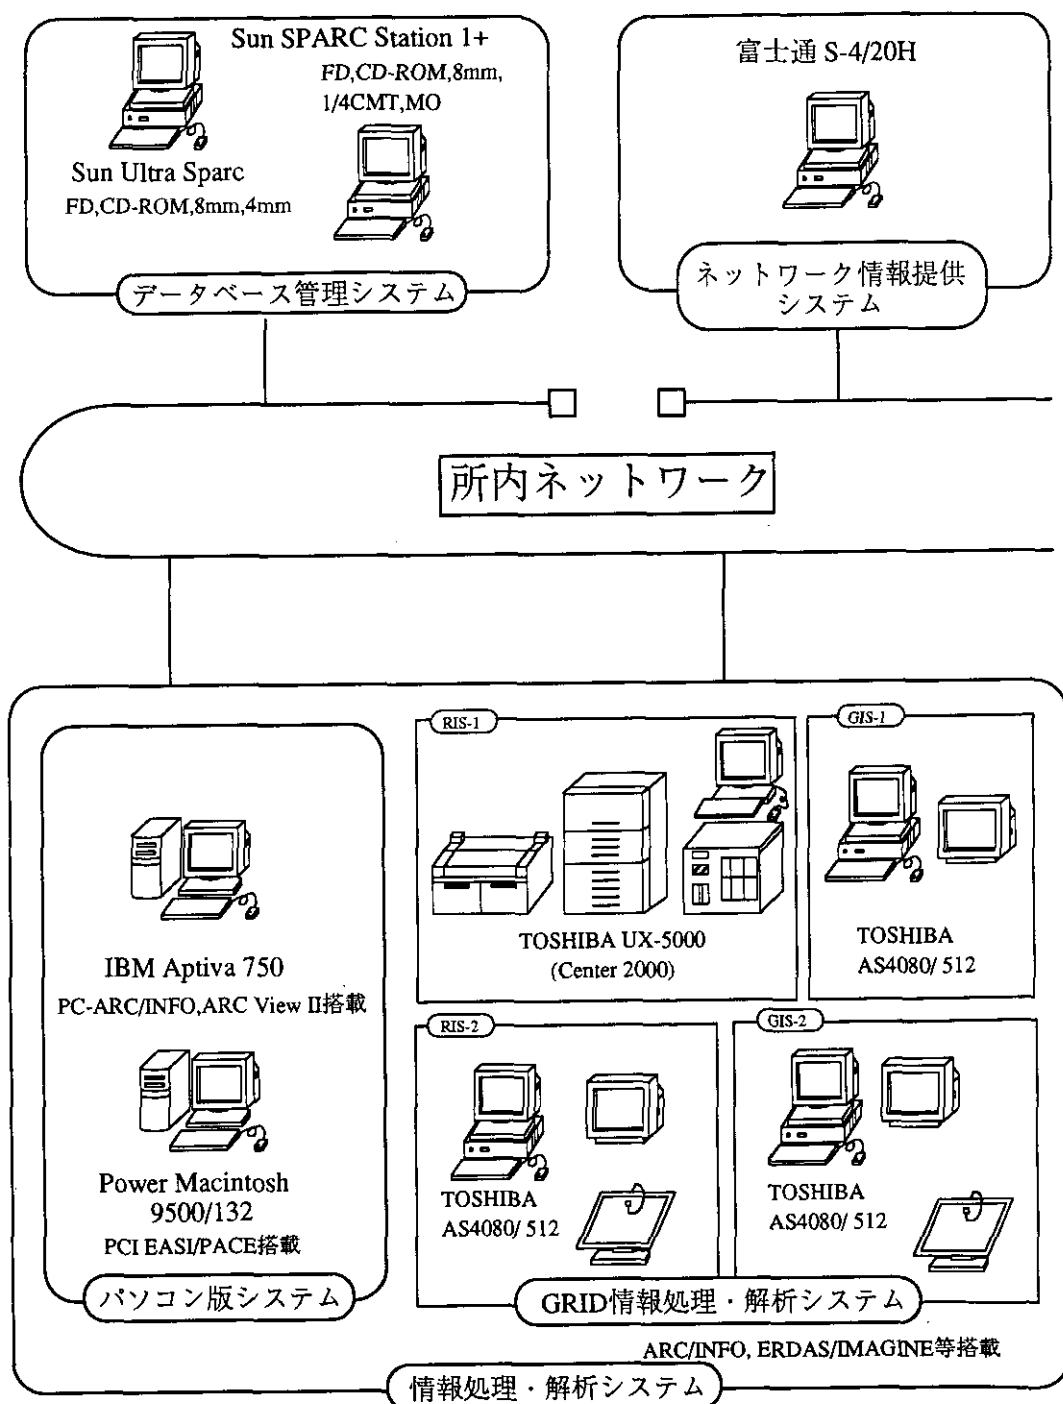 Sun SPARC Station 1+
FD,CD-ROM,8mm,
1/4CMT,MO
Sun Ultra Sparc
FD,CD-ROM,8mm,4mm
データベース管理システム
富士通 S-4/20H
ネットワーク情報提供
システム
所内ネットワーク
IBM Aptiva 750
PC-ARC/INFO,ARC View II搭載
Power Macintosh
9500/132
PCI EASI/PACE搭載
パソコン版システム
RIS-1
TOSHIBA UX-5000
(Center 2000)
GIS-1
TOSHIBA
AS4080/ 512
RIS-2
TOSHIBA
AS4080/ 512
GIS-2
TOSHIBA
AS4080/ 512
GRID情報処理・解析システム
ARC/INFO, ERDAS/IMAGINE等搭載
情報処理・解析システム